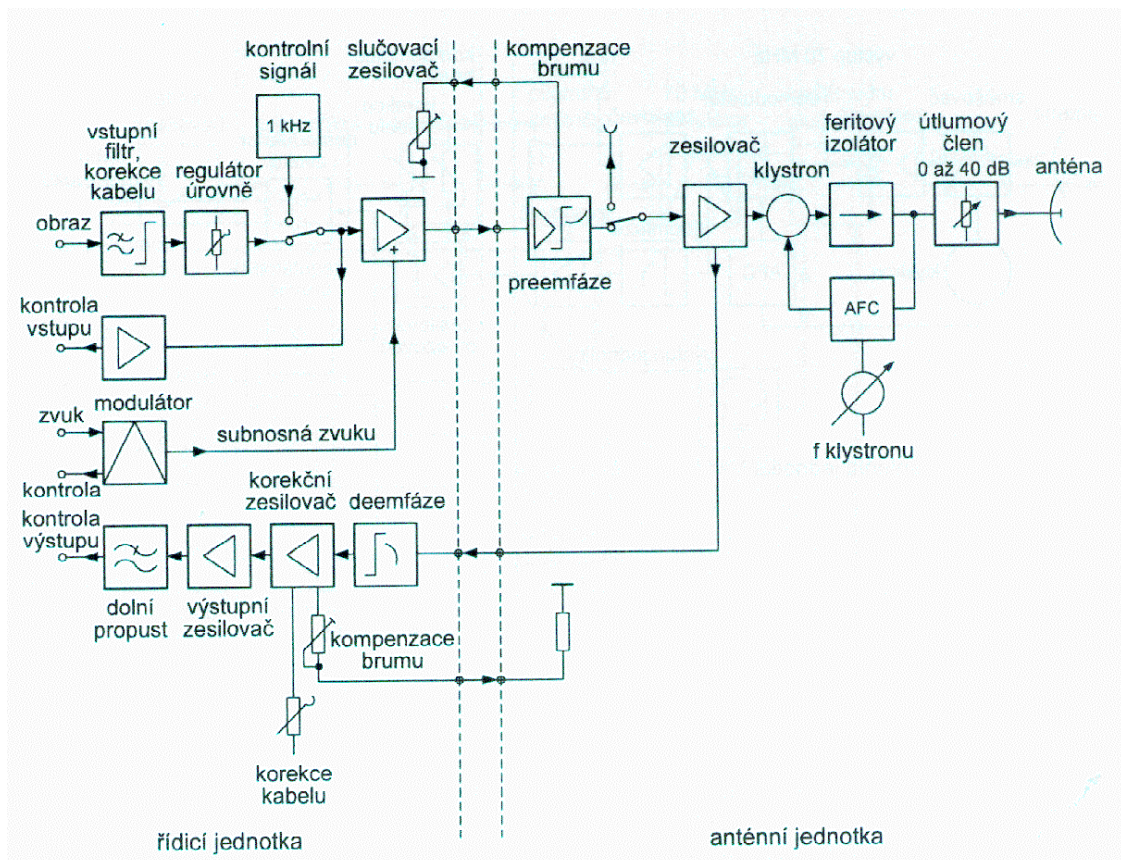 kontrolní
signál
slučovací
zesilovač
kompenzace
brumu
1 kHz
vstupní
filtr,
korekce
kabelu
regulátor
úrovně
zesilovač
klystron
feritový
izolátor
útlumový
člen
0 až 40 dB
anténa
obraz
+
preemfáze
kontrola
vstupu
AFC
modulátor
zvuk
subnosná zvuku
f klystronu
kontrola
korekční
zesilovač
deemfáze
kontrola
výstupu
dolní
propust
výstupní
zesilovač
kompenzace
brumu
korekce
kabelu
řídicí jednotka
anténní jednotka